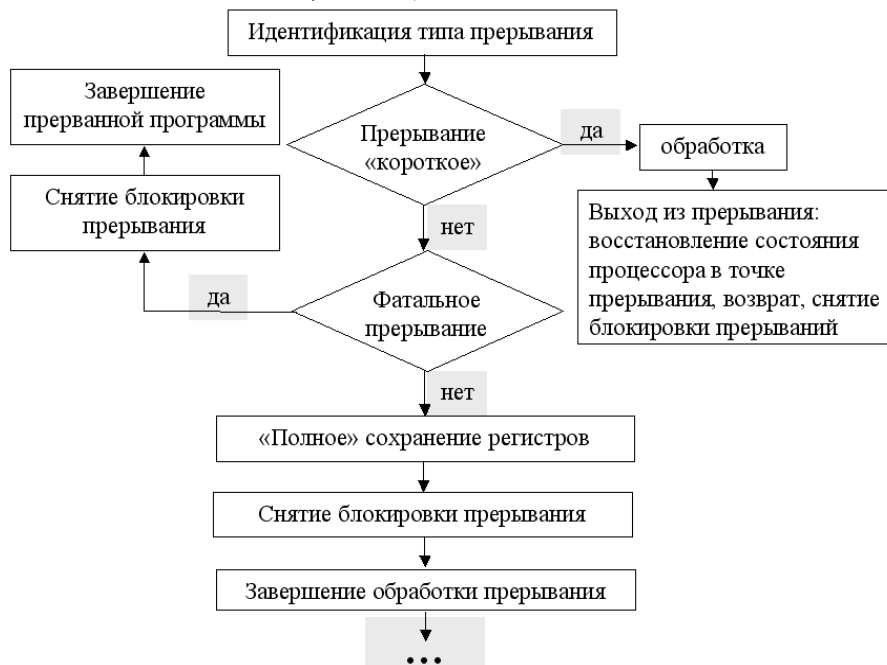 Идентификация типа прерывания
Завершение
прерванной программы
Прерывание
«короткое»
да
обработка
Снятие блокировки
прерывания
нет
Выход из прерывания:
восстановление состояния
процессора в точке
прерывания, возврат, снятие
блокировки прерываний
да
Фатальное
прерывание
нет
«Полное» сохранение регистров
Снятие блокировки прерывания
Завершение обработки прерывания
...